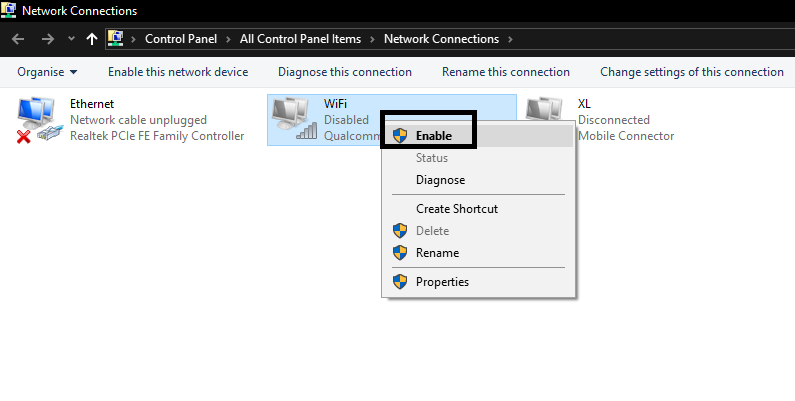 Network Connections
Control Panel > All Control Panel Items > Network Connections >
Organise Enable this network device Diagnose this connection Rename this connection Change settings of this connection
Ethernet
Network cable unplugged
Realtek PCIe FE Family Controller
WiFi
Disabled
XL
Disconnected
Mobile Connector
Enable
Status
Diagnose
Create Shortcut
Delete
Rename
Properties